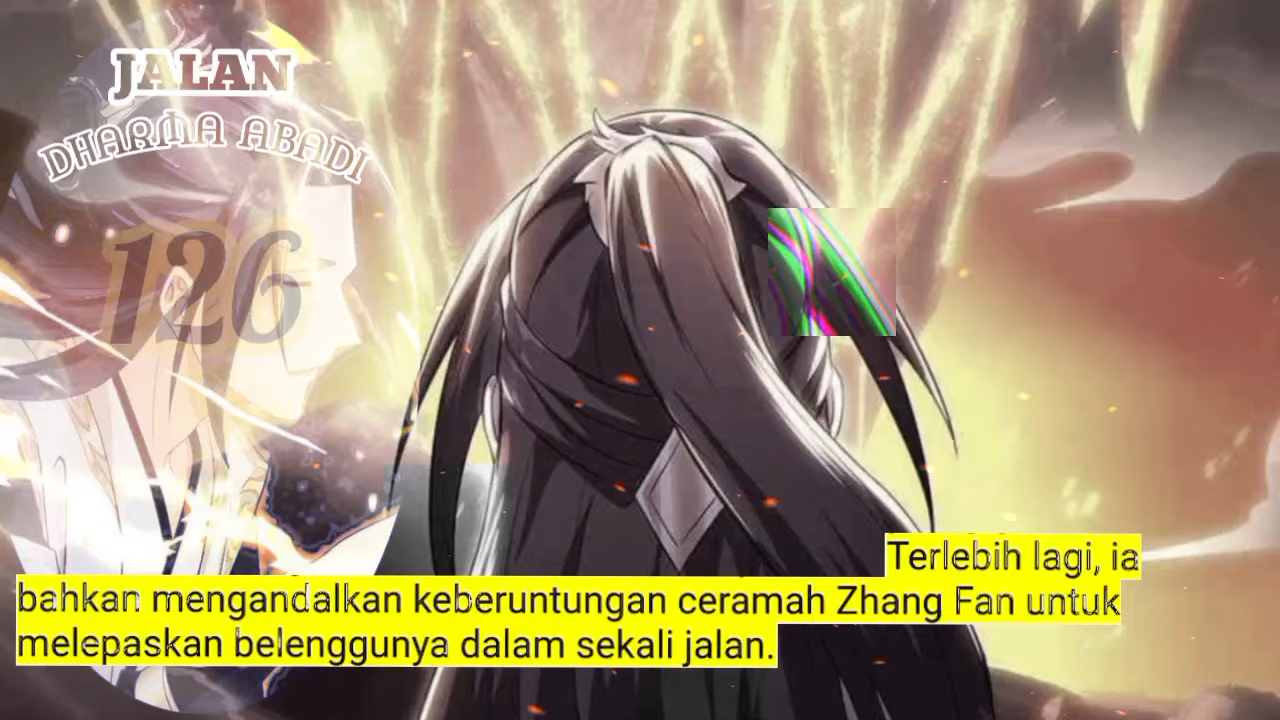 JALAN
DHARMA ABADI
126
Terlebih lagi, ia
bahkan mengandalkan keberuntungan ceramah Zhang Fan untuk
melepaskan belenggunya dalam sekali jalan.